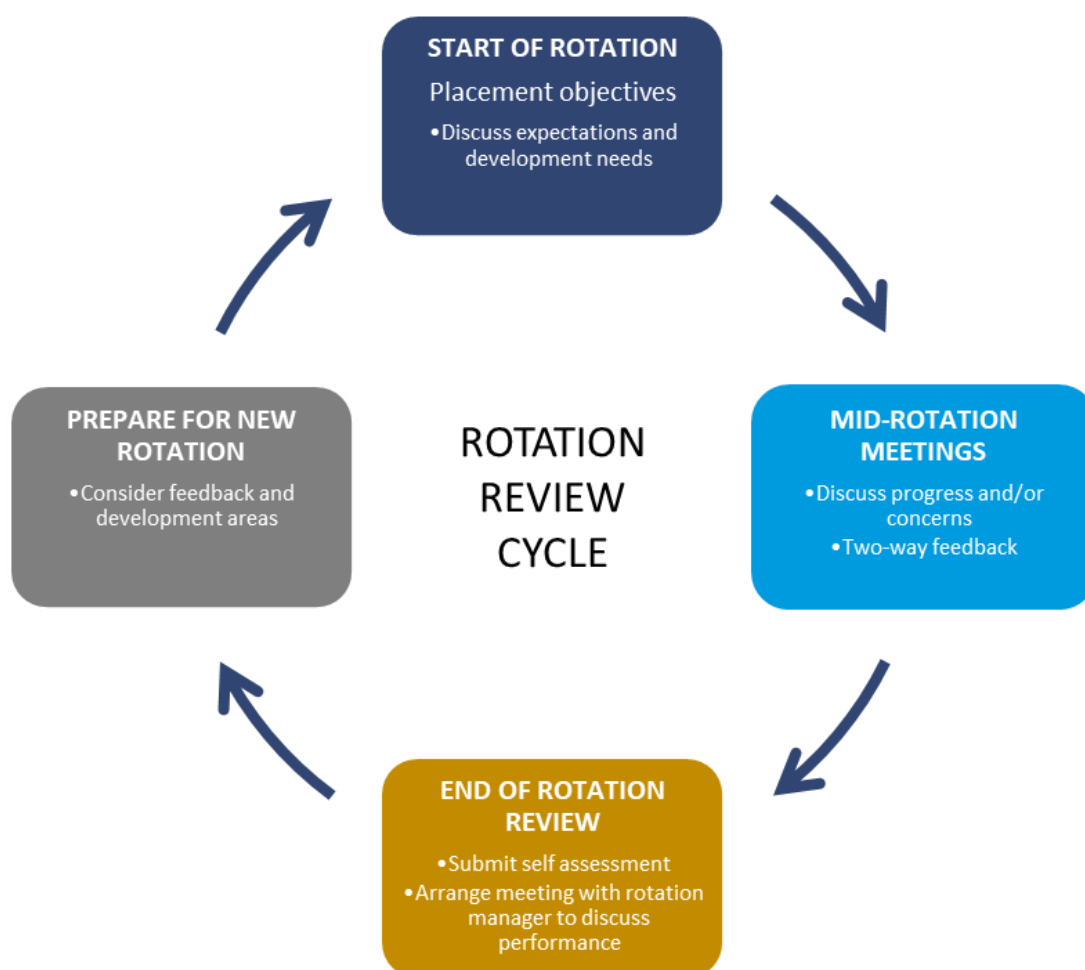 START OF ROTATION
Placement objectives
•Discuss expectations and
development needs
MID-ROTATION
MEETINGS
•Discuss progress and/or
concerns
•Two-way feedback
END OF ROTATION
REVIEW
•Submit self assessment
•Arrange meeting with rotation
manager to discuss
performance
PREPARE FOR NEW
ROTATION
•Consider feedback and
development areas
ROTATION
REVIEW
CYCLE